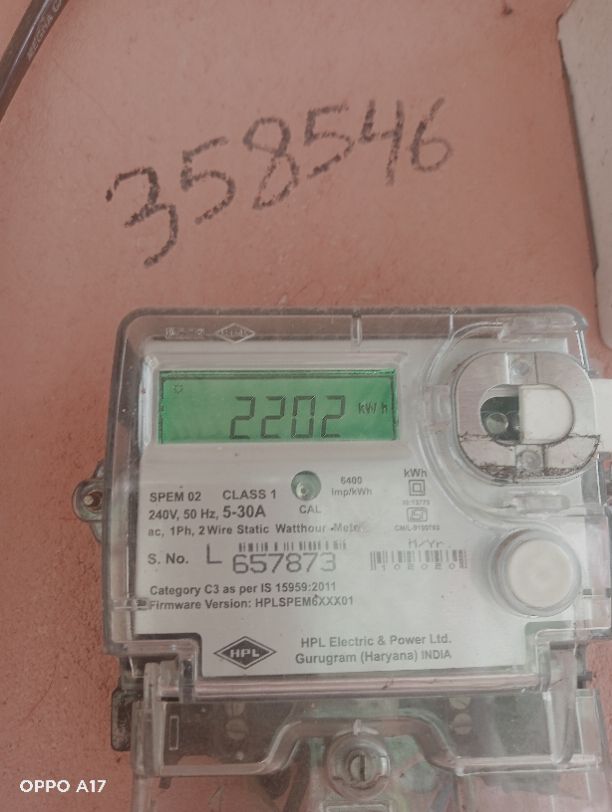 358546
2202 kWh
6400
imp/kWh
kWh
SPEM 02 CLASS 1
CAL
240V, 50 Hz, 5-30A
ac, 1Ph, 2 Wire Static Watthour Meter
M/Yr.
S. No. L 657873
102020
Category C3 as per IS 15959:2011
Firmware Version: HPLSPEM6XXX01
HPL
HPL Electric & Power Ltd.
Gurugram (Haryana) INDIA
OPPO A17